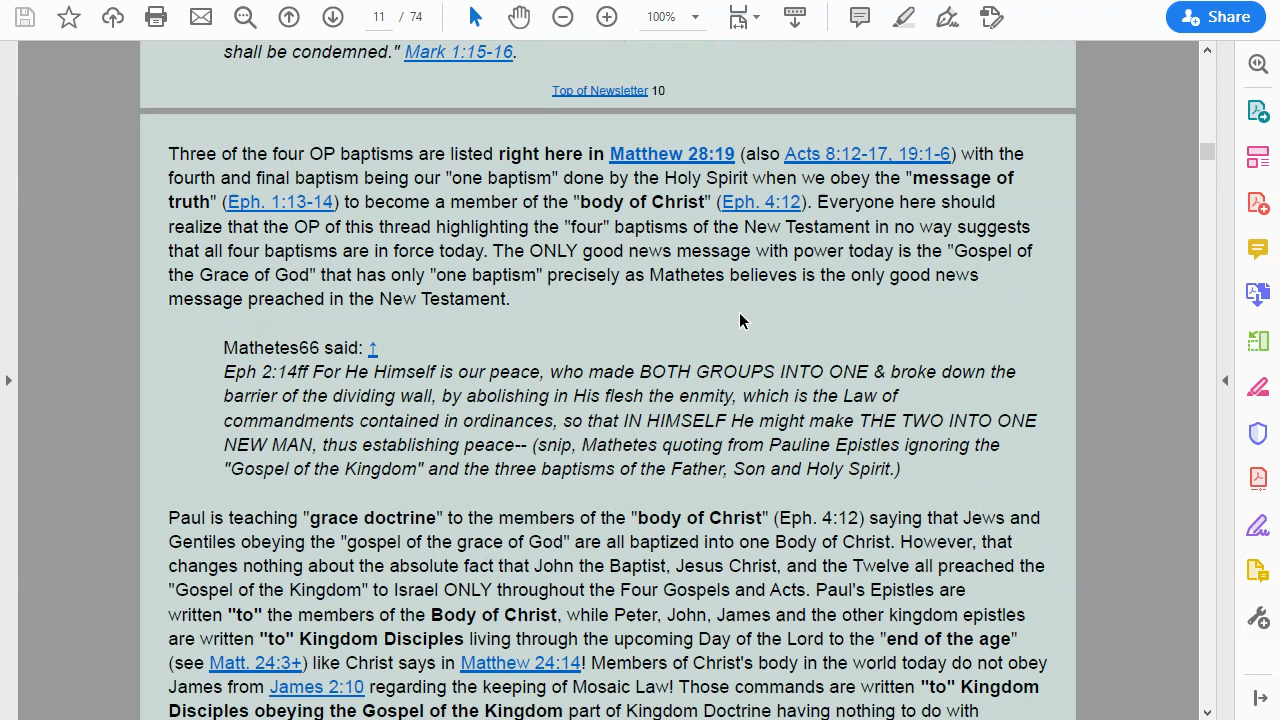 11 / 74
100%
Share
shall be condemned." Mark 1:15-16.
Top of Newsletter 10
Three of the four OP baptisms are listed right here in Matthew 28:19 (also Acts 8:12-17, 19:1-6) with the
fourth and final baptism being our "one baptism" done by the Holy Spirit when we obey the "message of
truth" (Eph. 1:13-14) to become a member of the "body of Christ" (Eph. 4:12). Everyone here should
realize that the OP of this thread highlighting the "four" baptisms of the New Testament in no way suggests
that all four baptisms are in force today. The ONLY good news message with power today is the "Gospel of
the Grace of God" that has only "one baptism" precisely as Mathetes believes is the only good news
message preached in the New Testament.
Mathetes66 said: ↑
Eph 2:14ff For He Himself is our peace, who made BOTH GROUPS INTO ONE & broke down the
barrier of the dividing wall, by abolishing in His flesh the enmity, which is the Law of
commandments contained in ordinances, so that IN HIMSELF He might make THE TWO INTO ONE
NEW MAN, thus establishing peace-- (snip, Mathetes quoting from Pauline Epistles ignoring the
"Gospel of the Kingdom" and the three baptisms of the Father, Son and Holy Spirit.)
Paul is teaching "grace doctrine" to the members of the "body of Christ" (Eph. 4:12) saying that Jews and
Gentiles obeying the "gospel of the grace of God" are all baptized into one Body of Christ. However, that
changes nothing about the absolute fact that John the Baptist, Jesus Christ, and the Twelve all preached the
"Gospel of the Kingdom" to Israel ONLY throughout the Four Gospels and Acts. Paul's Epistles are
written "to" the members of the Body of Christ, while Peter, John, James and the other kingdom epistles
are written "to" Kingdom Disciples living through the upcoming Day of the Lord to the "end of the age"
(see Matt. 24:3+) like Christ says in Matthew 24:14! Members of Christ's body in the world today do not obey
James from James 2:10 regarding the keeping of Mosaic Law! Those commands are written "to" Kingdom
Disciples obeying the Gospel of the Kingdom part of Kingdom Doctrine having nothing to do with